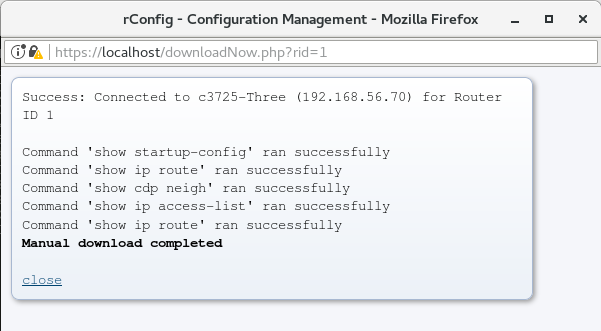 rConfig - Configuration Management - Mozilla Firefox
https://localhost/downloadNow.php?rid=1
Success: Connected to c3725-Three (192.168.56.70) for Router
ID 1
Command 'show startup-config' ran successfully
Command 'show ip route' ran successfully
Command 'show cdp neigh' ran successfully
Command 'show ip access-list' ran successfully
Command 'show ip route' ran successfully
Manual download completed
close